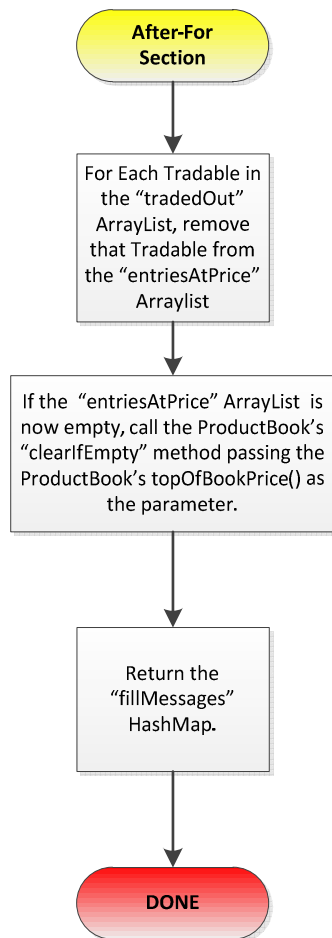 After-For
Section
For Each Tradable in
the “tradedOut”
ArrayList, remove
that Tradable from
the “entriesAtPrice”
Arraylist
If the “entriesAtPrice” ArrayList is
now empty, call the ProductBook’s
“clearIfEmpty” method passing the
ProductBook’s topOfBookPrice() as
the parameter.
Return the
“fillMessages”
HashMap.
DONE